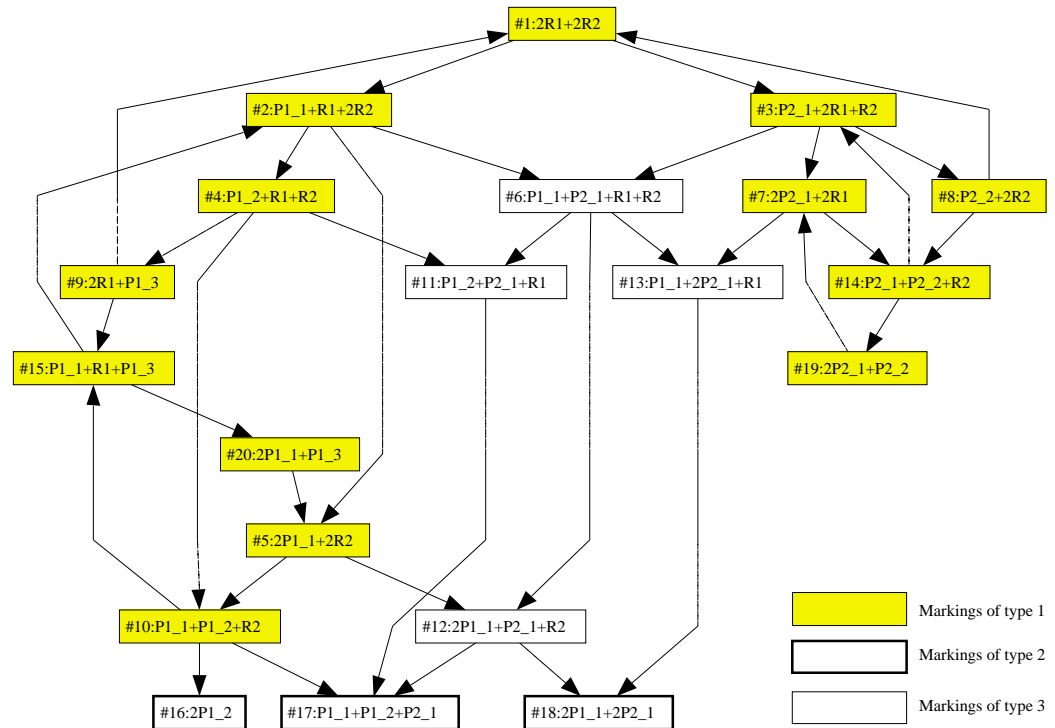 #1:2R1+2R2
#2:P1_1+R1+2R2
#3:P2_1+2R1+R2
#4:P1_2+R1+R2
#6:P1_1+P2_1+R1+R2
#7:2P2_1+2R1
#8:P2_2+2R2
#9:2R1+P1_3
#11:P1_2+P2_1+R1
#13:P1_1+2P2_1+R1
#14:P2_1+P2_2+R2
#15:P1_1+R1+P1_3
#19:2P2_1+P2_2
#20:2P1_1+P1_3
#5:2P1_1+2R2
#10:P1_1+P1_2+R2
#12:2P1_1+P2_1+R2
Markings of type 1
Markings of type 2
#16:2P1_2
#17:P1_1+P1_2+P2_1
#18:2P1_1+2P2_1
Markings of type 3